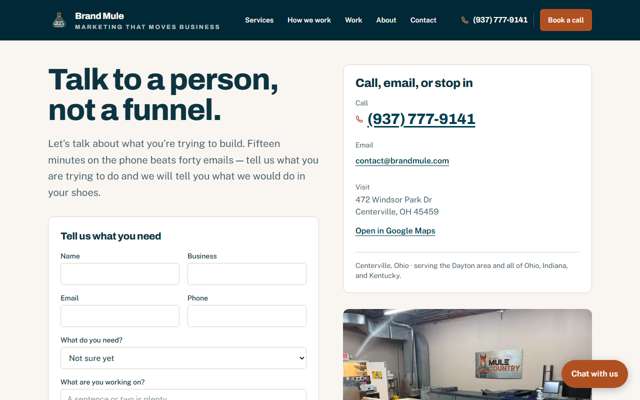 Brand Mule
MARKETING THAT MOVES BUSINESS
Services
How we work
Work
About
Contact
(937) 777-9141
Book a call
Talk to a person,
not a funnel.
Let's talk about what you're trying to build. Fifteen
minutes on the phone beats forty emails — tell us what you
are trying to do and we will tell you what we would do in
your shoes.
Tell us what you need
Name
Business
Email
Phone
What do you need?
Not sure yet
What are you working on?
A sentence or two is plenty
Call, email, or stop in
Call
(937) 777-9141
Email
contact@brandmule.com
Visit
472 Windsor Park Dr
Centerville, OH 45459
Open in Google Maps
Centerville, Ohio · serving the Dayton area and all of Ohio, Indiana,
and Kentucky.
MULE
COUNTRY
Chat with us